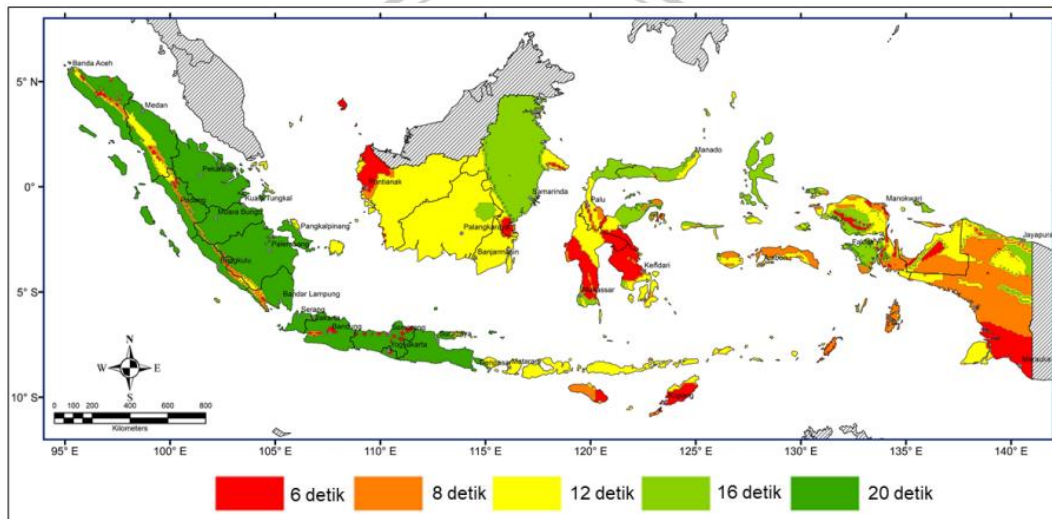 Banda Aceh
5° N
Medan
Manado
0°
Pontianak
Samarinda
Palu
Manokwari
Padang
Kuala Tungkal
Muara Bungo
Pangkalpinang
Palangkaraya
Jayapura
Palembang
Banjarmasin
Ambon
Bengkulu
Kendari
Makassar
5° S
Bandar Lampung
Serang
Bandung
Semarang
Yogyakarta
Mataram
Merauke
N
W E
S
10° S
0 100 200 400 600 800
Kilometers
95° E 100° E 105° E 110° E 115° E 120° E 125° E 130° E 135° E 140° E
6 detik 8 detik 12 detik 16 detik 20 detik